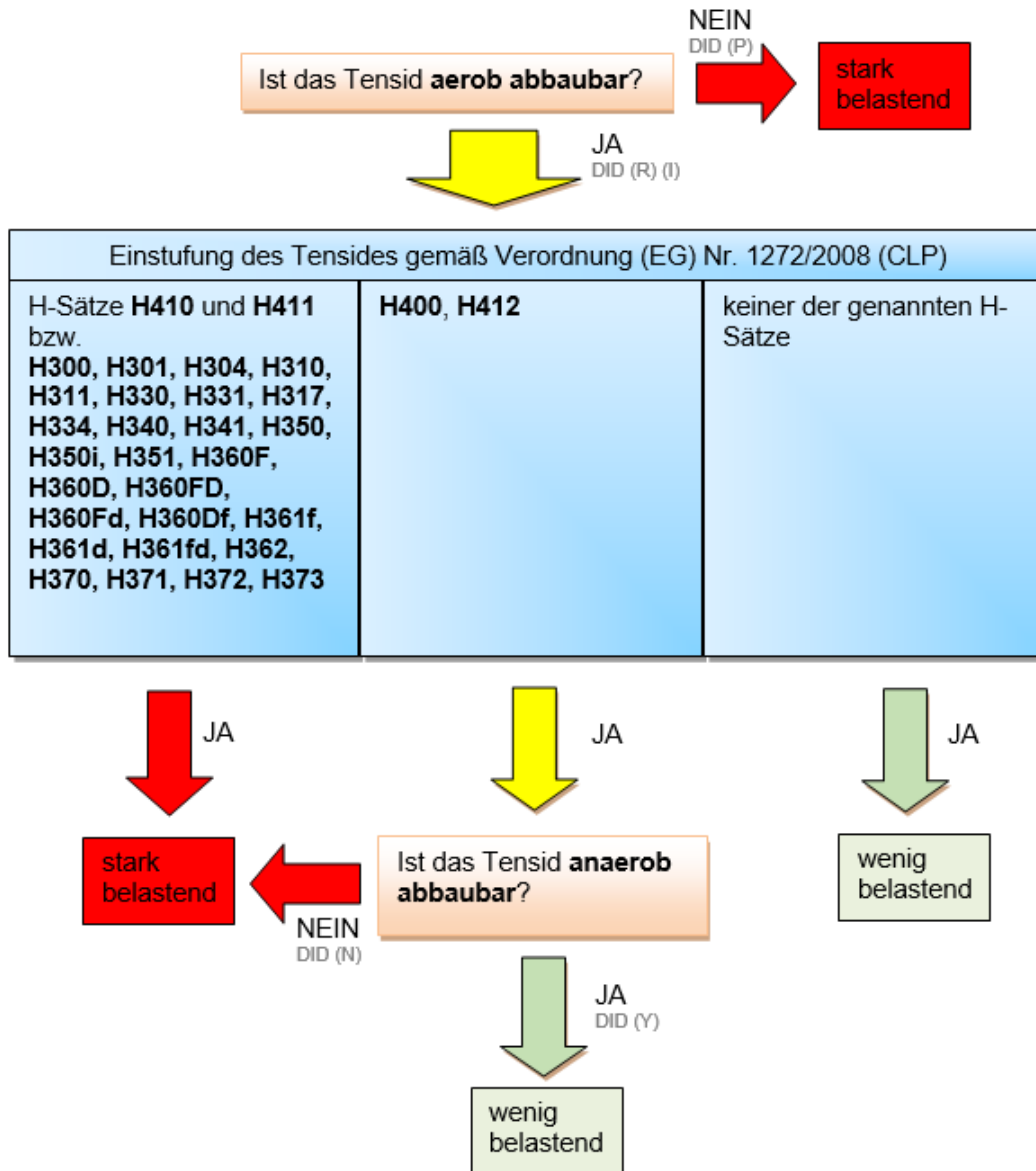 NEIN
DID (P)
Ist das Tensid aerob abbaubar?
stark
belastend
JA
DID (R) (I)
Einstufung des Tensides gemäß Verordnung (EG) Nr. 1272/2008 (CLP)
H-Sätze H410 und H411
bzw.
H300, H301, H304, H310,
H311, H330, H331, H317,
H334, H340, H341, H350,
H350i, H351, H360F,
H360D, H360FD,
H360Fd, H360Df, H361f,
H361d, H361fd, H362,
H370, H371, H372, H373
H400, H412
keiner der genannten H-
Sätze
JA
JA
JA
stark
belastend
NEIN
DID (N)
Ist das Tensid anaerob
abbaubar?
wenig
belastend
JA
DID (Y)
wenig
belastend